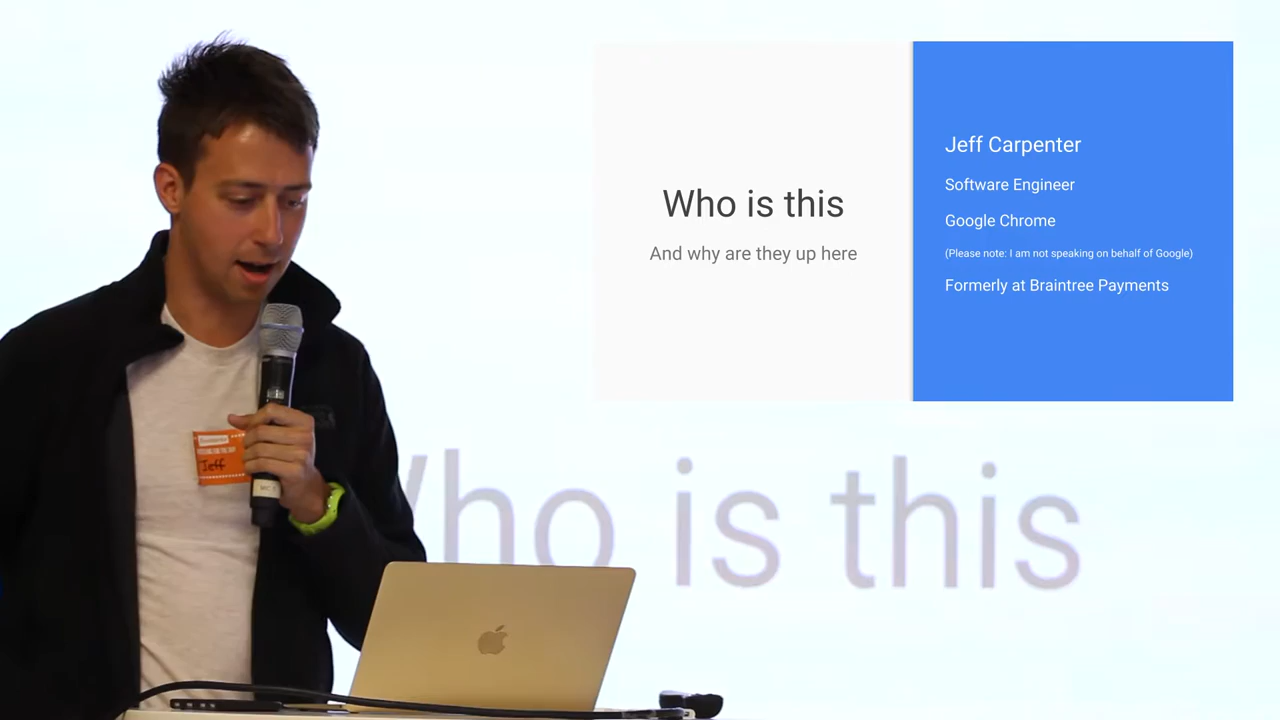 Who is this
And why are they up here
Jeff Carpenter
Software Engineer
Google Chrome
(Please note: I am not speaking on behalf of Google)
Formerly at Braintree Payments
Jeff
Who is this